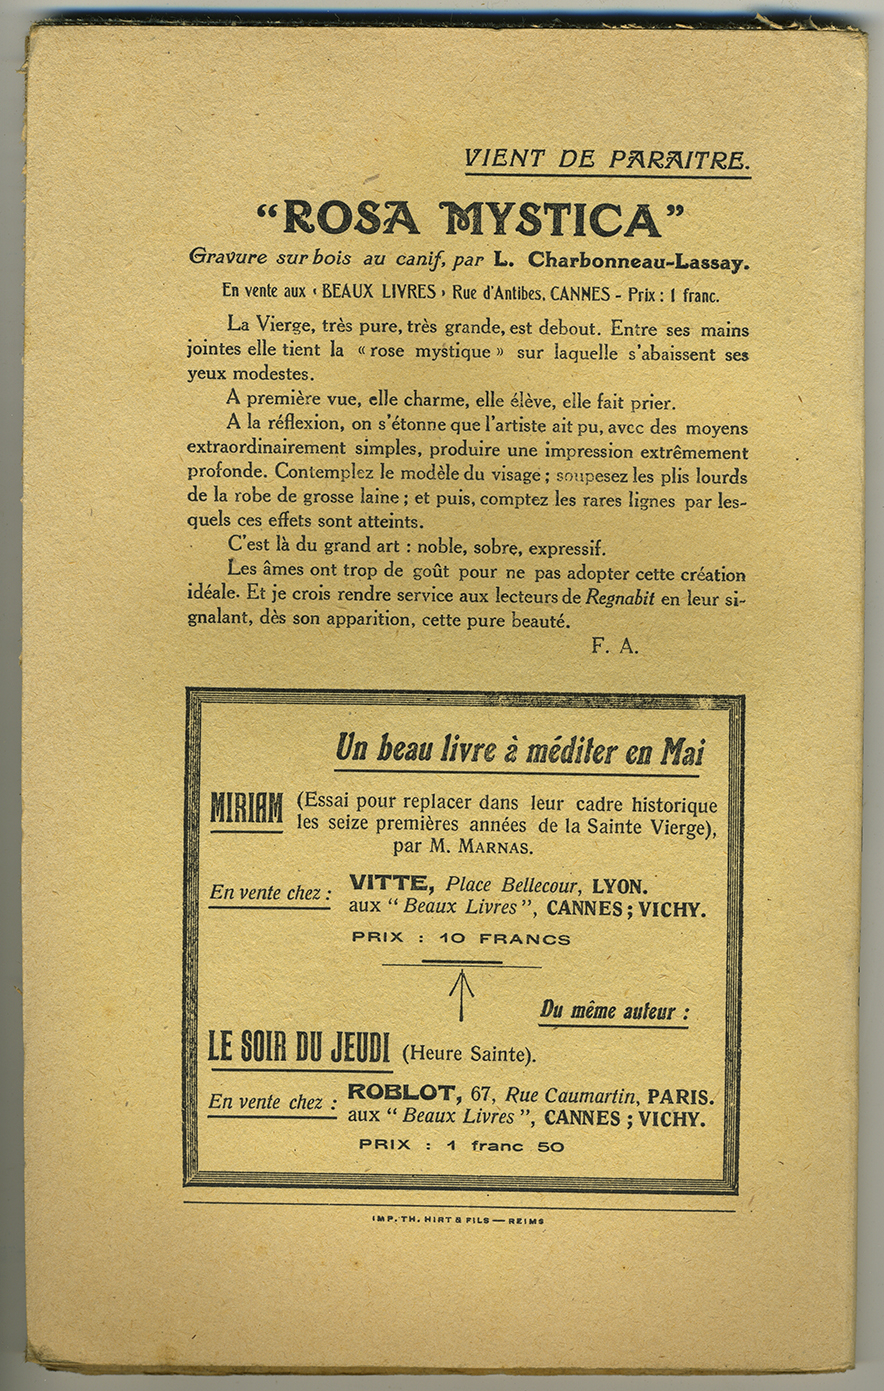 VIENT DE PARAITRE.
“ROSA MYSTICA”
Gravure sur bois au canif, par L. Charbonneau-Lassay.
En vente aux ‹ BEAUX LIVRES › Rue d'Antibes, CANNES - Prix : 1 franc.
La Vierge, très pure, très grande, est debout. Entre ses mains
jointes elle tient la « rose mystique » sur laquelle s'abaissent ses
yeux modestes.
A première vue, elle charme, elle élève, elle fait prier.
A la réflexion, on s'étonne que l'artiste ait pu, avec des moyens
extraordinairement simples, produire une impression extrêmement
profonde. Contemplez le modèle du visage ; soupesez les plis lourds
de la robe de grosse laine ; et puis, comptez les rares lignes par les-
quels ces effets sont atteints.
C'est là du grand art : noble, sobre, expressif.
Les âmes ont trop de goût pour ne pas adopter cette création
idéale. Et je crois rendre service aux lecteurs de Regnabit en leur si-
gnalant, dès son apparition, cette pure beauté.
F. A.
Un beau livre à méditer en Mai
MIRIAM (Essai pour replacer dans leur cadre historique
les seize premières années de la Sainte Vierge),
par M. MARNAS.
En vente chez : VITTE, Place Bellecour, LYON.
aux “ Beaux Livres ”, CANNES ; VICHY.
PRIX : 10 FRANCS
Du même auteur :
LE SOIR DU JEUDI (Heure Sainte).
En vente chez : ROBLOT, 67, Rue Caumartin, PARIS.
aux “ Beaux Livres ”, CANNES ; VICHY.
PRIX : 1 franc 50
IMP. TH. HIRT & FILS — REIMS